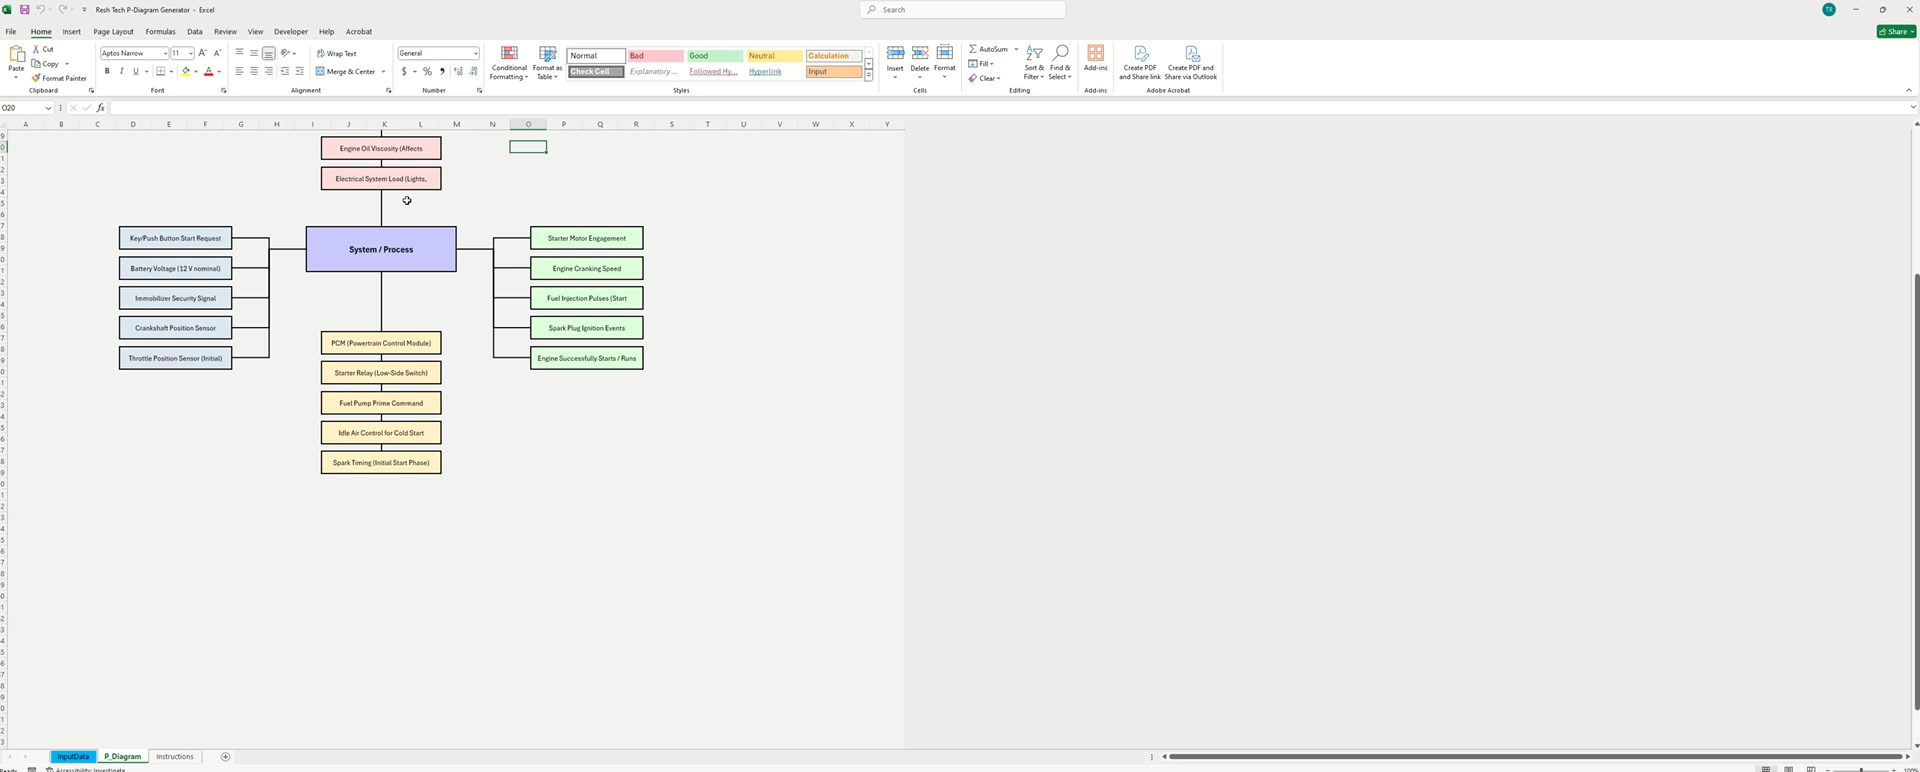 Resh Tech P-Diagram Generator - Excel
Search
TR
File Home Insert Page Layout Formulas Data Review View Developer Help Acrobat
Share
Paste
Cut
Copy
Format Painter
Clipboard
Aptos Narrow 11
B I U
Font
Wrap Text
Merge & Center
Alignment
General
$ % ,
Number
Conditional Formatting
Format as Table
Normal Bad Good Neutral Calculation
Check Cell Explanatory... Followed Hy... Hyperlink Input
Styles
Insert Delete Format
Cells
AutoSum
Fill
Clear
Sort & Filter
Find & Select
Editing
Add-ins
Add-ins
Create PDF and Share link
Create PDF and Share via Outlook
Adobe Acrobat
O20
fx
A B C D E F G H I J K L M N O P Q R S T U V W X Y
Engine Oil Viscosity (Affects
Electrical System Load (Lights,
Key/Push Button Start Request
Battery Voltage (12 V nominal)
Immobilizer Security Signal
Crankshaft Position Sensor
Throttle Position Sensor (Initial)
System / Process
Starter Motor Engagement
Engine Cranking Speed
Fuel Injection Pulses (Start
Spark Plug Ignition Events
Engine Successfully Starts / Runs
PCM (Powertrain Control Module)
Starter Relay (Low-Side Switch)
Fuel Pump Prime Command
Idle Air Control for Cold Start
Spark Timing (Initial Start Phase)
InputData P_Diagram Instructions
Ready
Accessibility: Investigate
100%